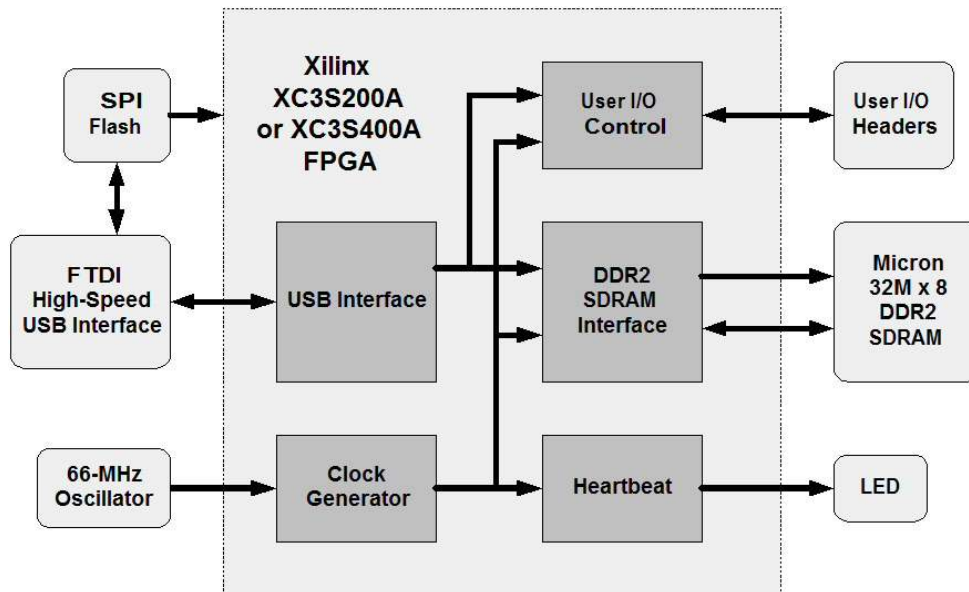 SPI
Flash
Xilinx
XC3S200A
or XC3S400A
FPGA
User I/O
Control
User I/O
Headers
FTDI
High-Speed
USB Interface
USB Interface
DDR2
SDRAM
Interface
Micron
32M x 8
DDR2
SDRAM
66-MHz
Oscillator
Clock
Generator
Heartbeat
LED